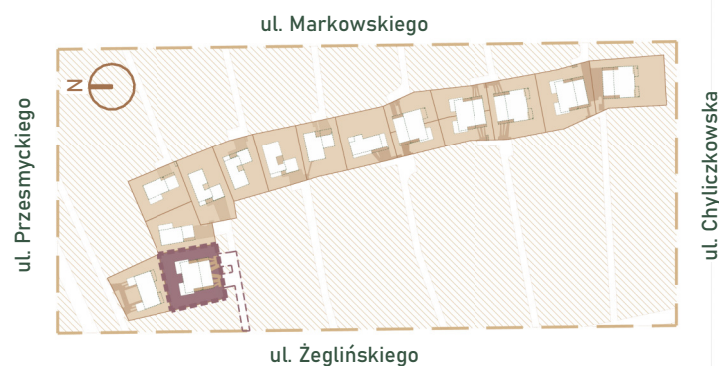 ul. Markowskiego
N
ul. Przesmyckiego
ul. Chyliczkowska
ul. Żeglińskiego